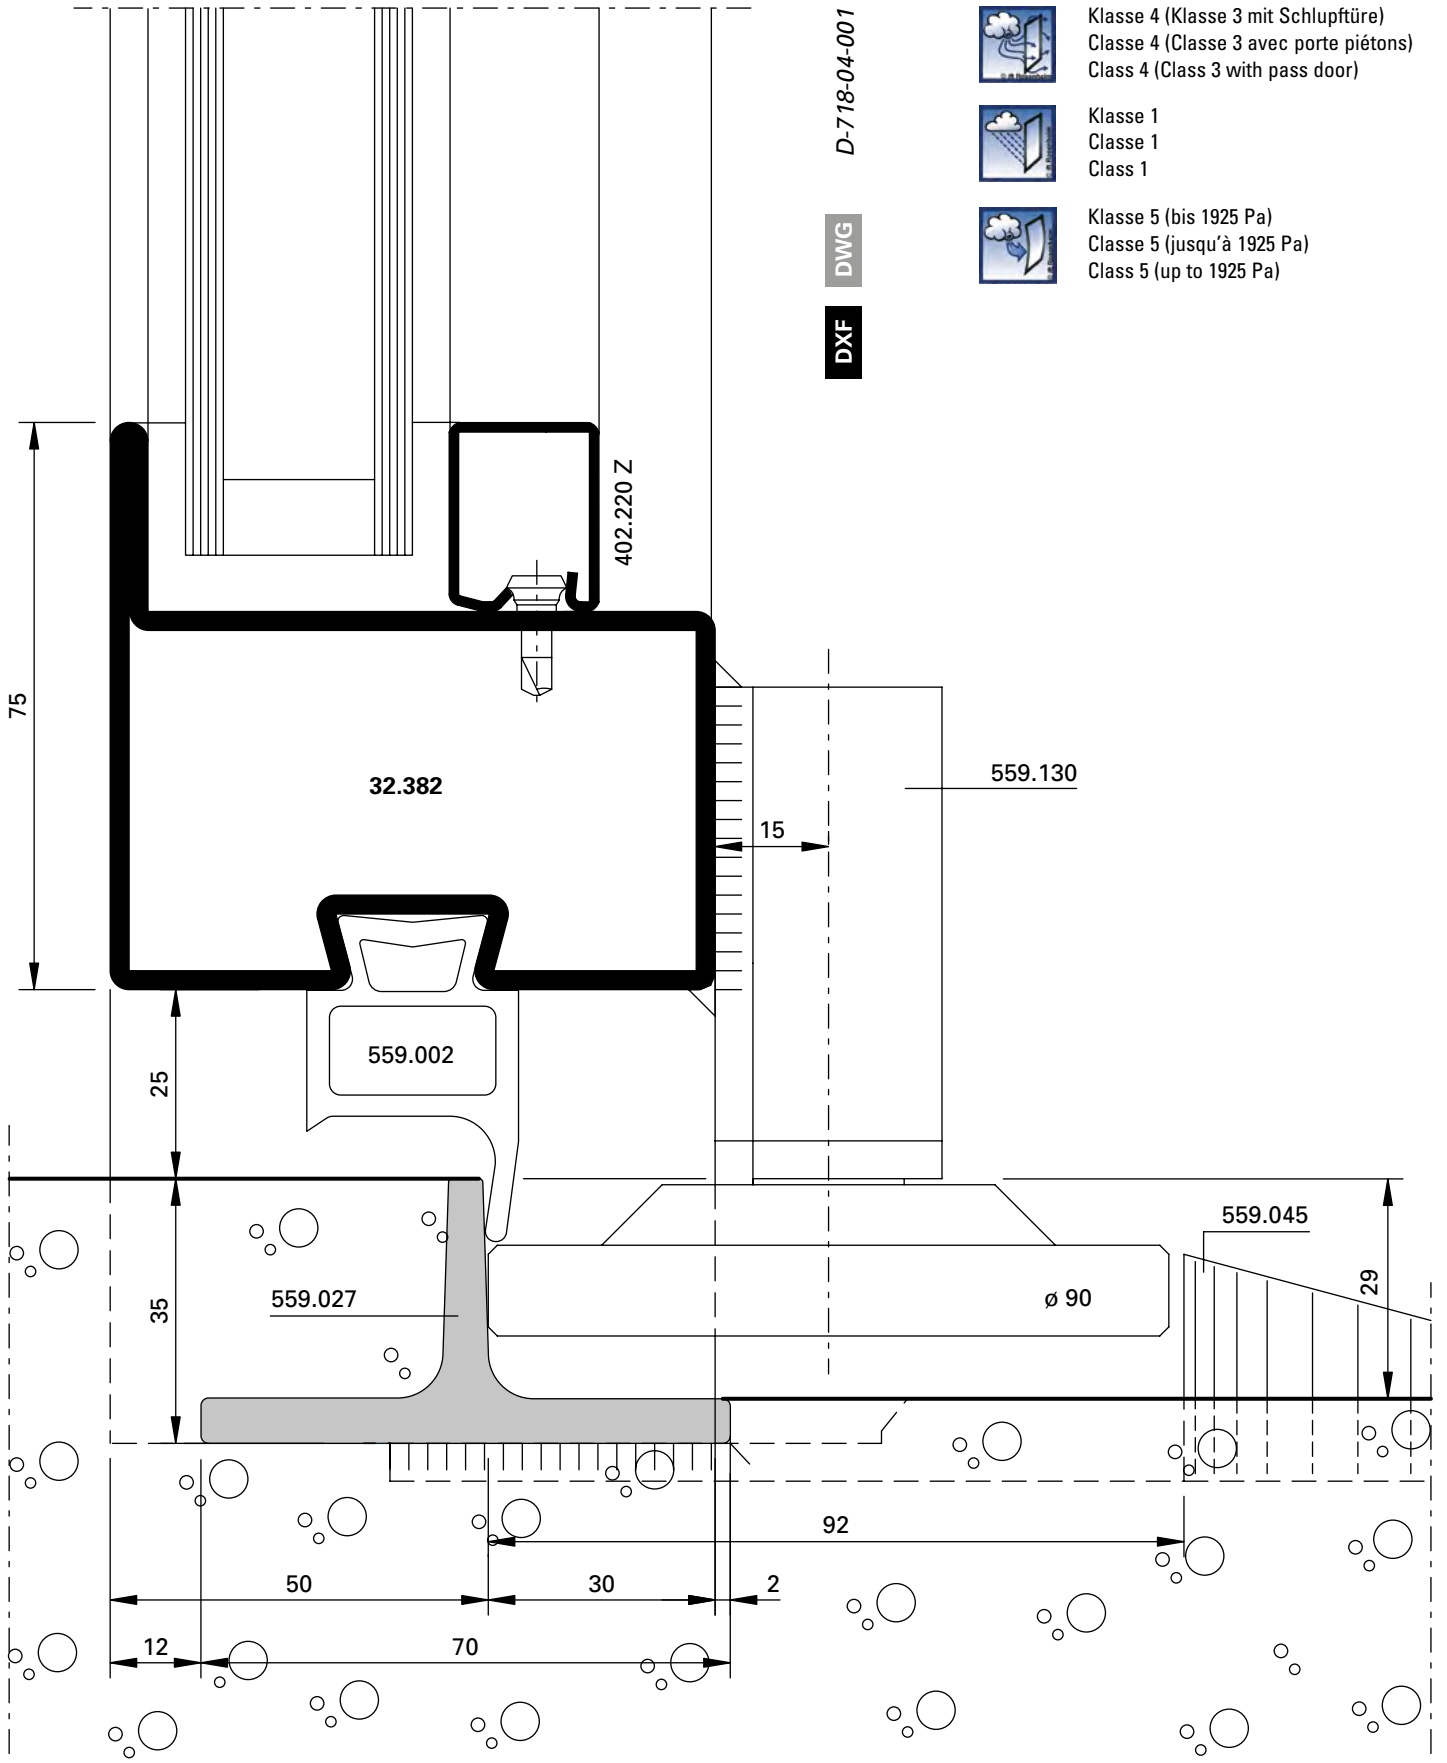 D-718-04-001
DWG
DXF
Klasse 4 (Klasse 3 mit Schlupftüre)
Classe 4 (Classe 3 avec porte piétons)
Class 4 (Class 3 with pass door)
Klasse 1
Classe 1
Class 1
Klasse 5 (bis 1925 Pa)
Classe 5 (jusqu'à 1925 Pa)
Class 5 (up to 1925 Pa)
402.220 Z
75
32.382
559.130
15
559.002
25
559.045
559.027
35
ø 90
29
92
50
30
2
12
70